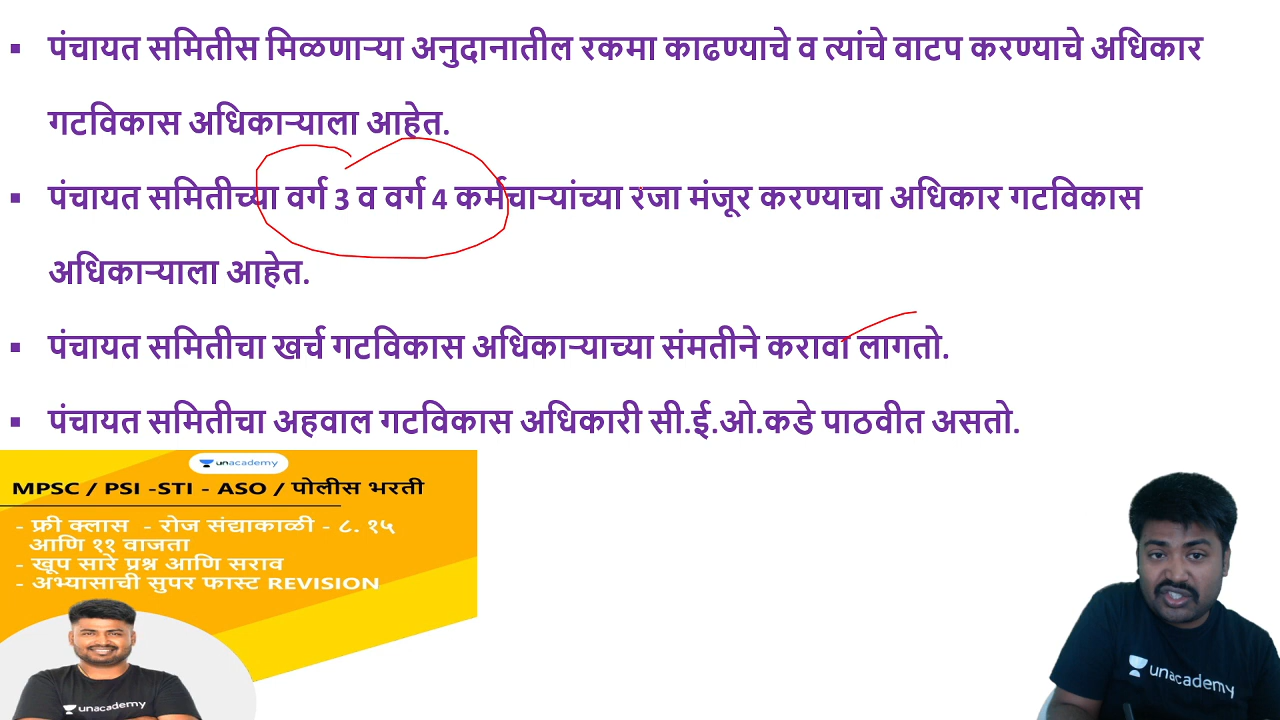 ▪ पंचायत समितीस मिळणाऱ्या अनुदानातील रकमा काढण्याचे व त्यांचे वाटप करण्याचे अधिकार
गटविकास अधिकाऱ्याला आहेत.
▪ पंचायत समितीच्या वर्ग 3 व वर्ग 4 कर्मचाऱ्यांच्या रजा मंजूर करण्याचा अधिकार गटविकास
अधिकाऱ्याला आहेत.
▪ पंचायत समितीचा खर्च गटविकास अधिकाऱ्याच्या संमतीने करावा लागतो.
▪ पंचायत समितीचा अहवाल गटविकास अधिकारी सी.ई.ओ.कडे पाठवीत असतो.
unacademy
MPSC / PSI -STI - ASO / पोलीस भरती
- फ्री क्लास - रोज संद्याकाळी - ८. १५
आणि ११ वाजता
- खूप सारे प्रश्न आणि सराव
- अभ्यासाची सुपर फास्ट REVISION
unacademy
unacademy